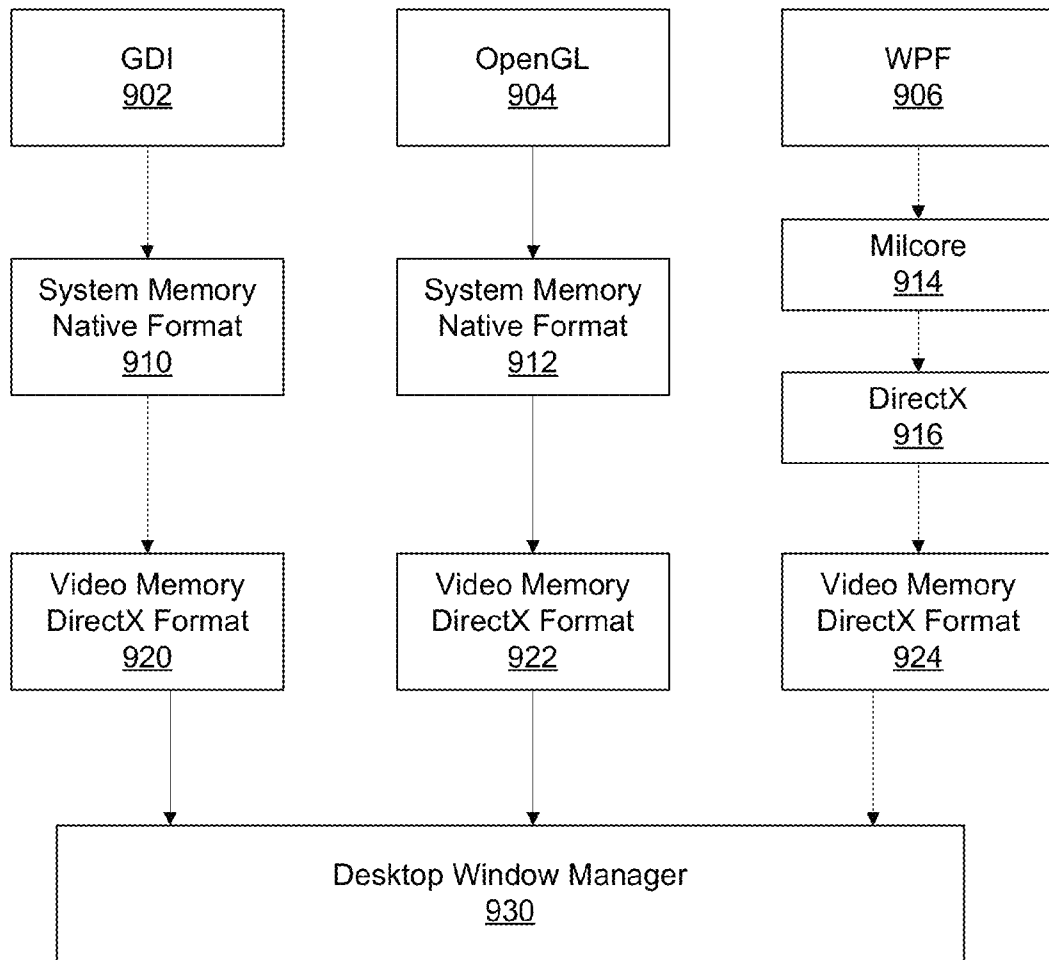 GDI
902
OpenGL
904
WPF
906
System Memory
Native Format
910
System Memory
Native Format
912
Milcore
914
DirectX
916
Video Memory
DirectX Format
920
Video Memory
DirectX Format
922
Video Memory
DirectX Format
924
Desktop Window Manager
930